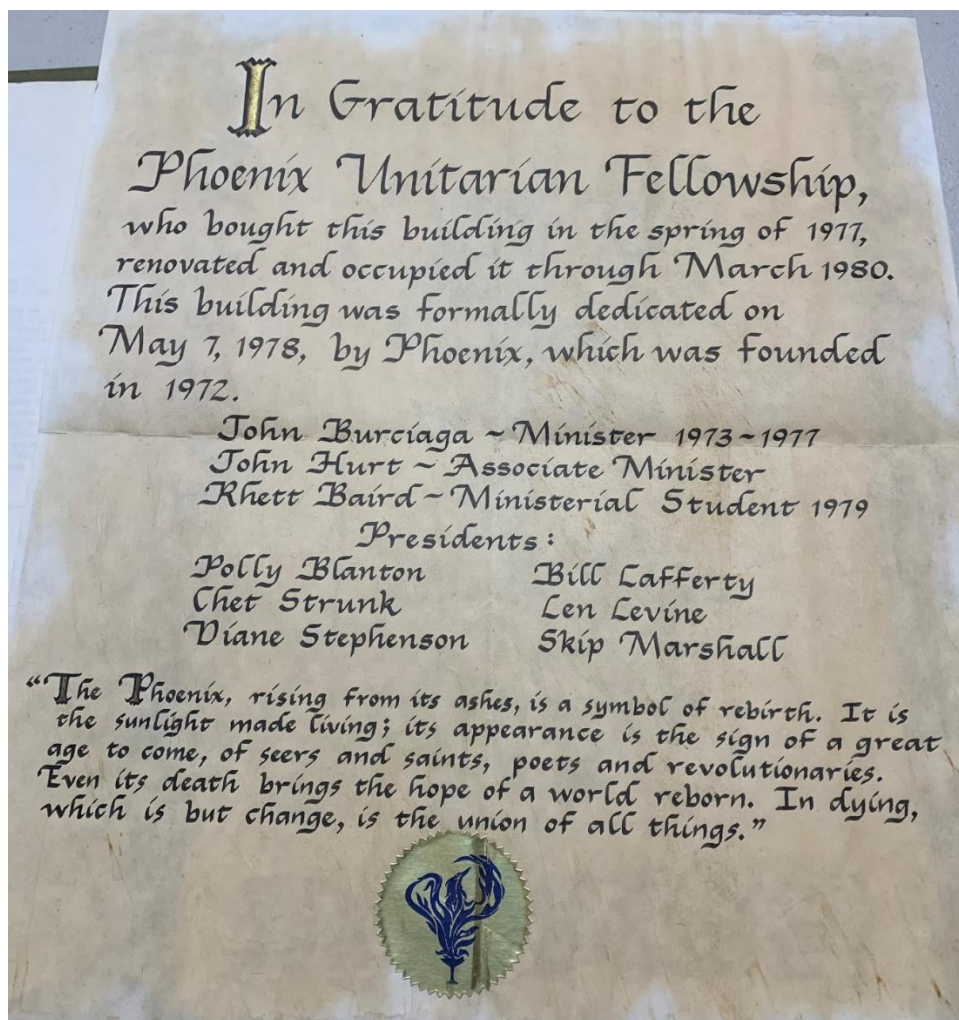 In Gratitude to the
Phoenix Unitarian Fellowship,
who bought this building in the spring of 1977,
renovated and occupied it through March 1980.
This building was formally dedicated on
May 7, 1978, by Phoenix, which was founded
in 1972.
John Burciaga ~ Minister 1973~1977
John Hurt ~ Associate Minister
Rhett Baird ~ Ministerial Student 1979
Presidents:
Polly Blanton Bill Lafferty
Chet Strunk Len Levine
Diane Stephenson Skip Marshall
“The Phoenix, rising from its ashes, is a symbol of rebirth. It is
the sunlight made living; its appearance is the sign of a great
age to come, of seers and saints, poets and revolutionaries.
Even its death brings the hope of a world reborn. In dying,
which is but change, is the union of all things.”